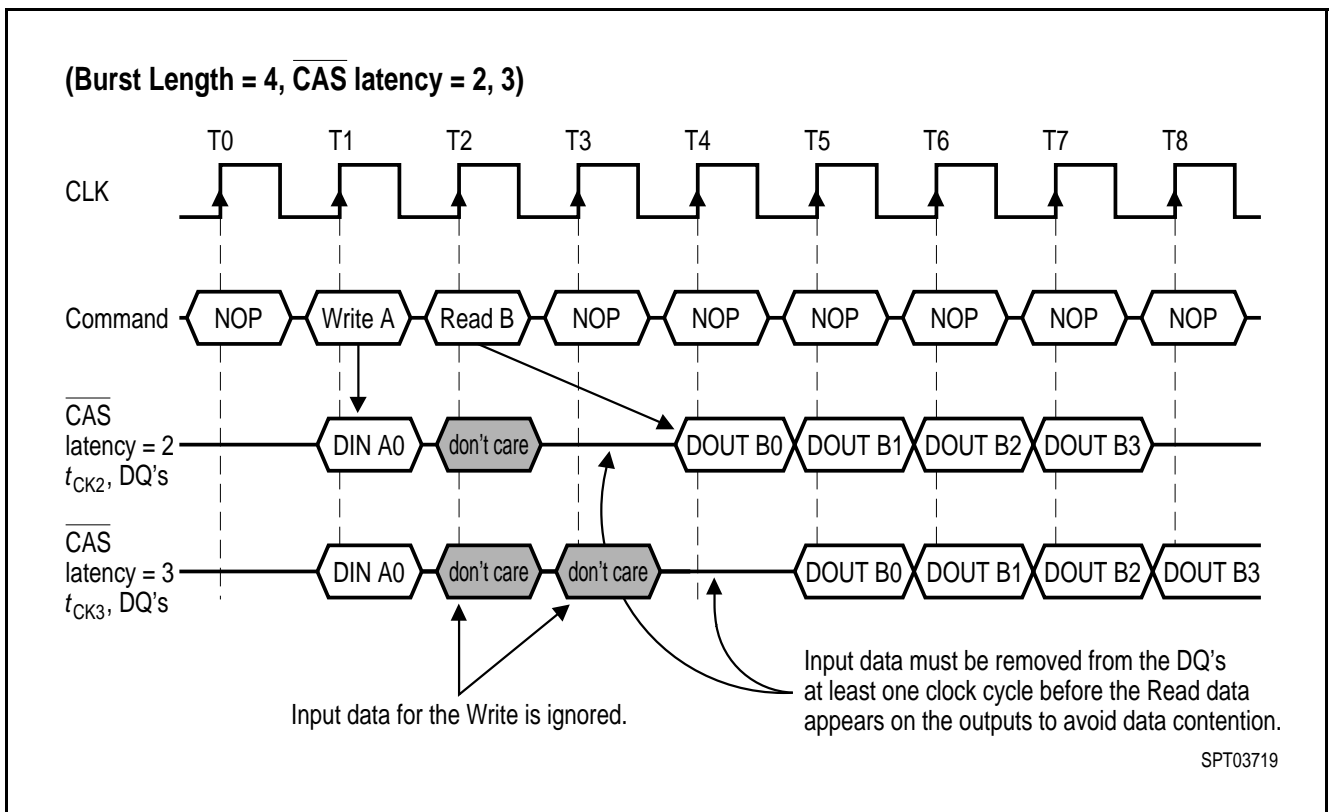 (Burst Length = 4, CAS latency = 2, 3)
T0 T1 T2 T3 T4 T5 T6 T7 T8
CLK
Command NOP Write A Read B NOP NOP NOP NOP NOP NOP
CAS
latency = 2
tCK2, DQ's
DIN A0 don't care DOUT B0 DOUT B1 DOUT B2 DOUT B3
CAS
latency = 3
tCK3, DQ's
DIN A0 don't care don't care DOUT B0 DOUT B1 DOUT B2 DOUT B3
Input data for the Write is ignored.
Input data must be removed from the DQ's
at least one clock cycle before the Read data
appears on the outputs to avoid data contention.
SPT03719